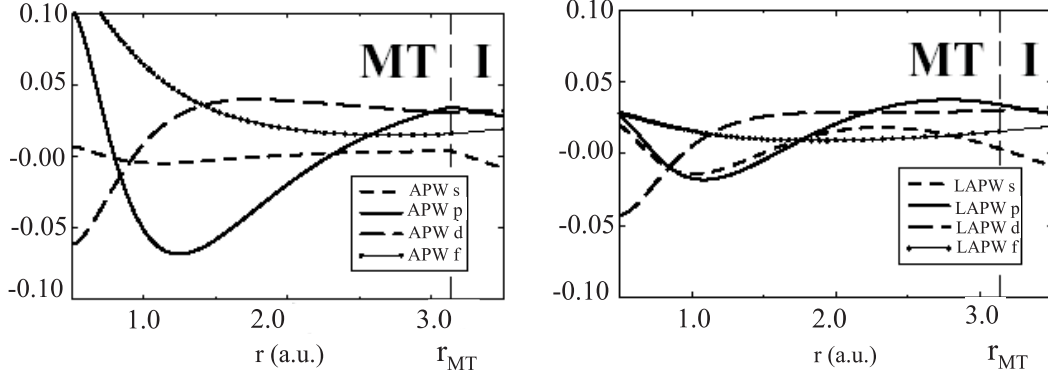 0.10
0.05
-0.00
-0.05
-0.10
MT I
APW s
APW p
APW d
APW f
1.0 2.0 3.0
r (a.u.) rMT
0.10
0.05
-0.00
-0.05
-0.10
MT I
LAPW s
LAPW p
LAPW d
LAPW f
1.0 2.0 3.0
r (a.u.) rMT